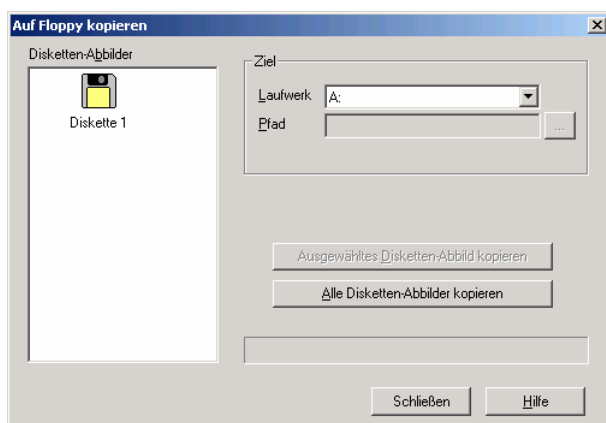 Auf Floppy kopieren
Disketten-Abbilder
Diskette 1
Ziel
Laufwerk A:
Pfad
...
Ausgewähltes Disketten-Abbild kopieren
Alle Disketten-Abbilder kopieren
Schließen Hilfe